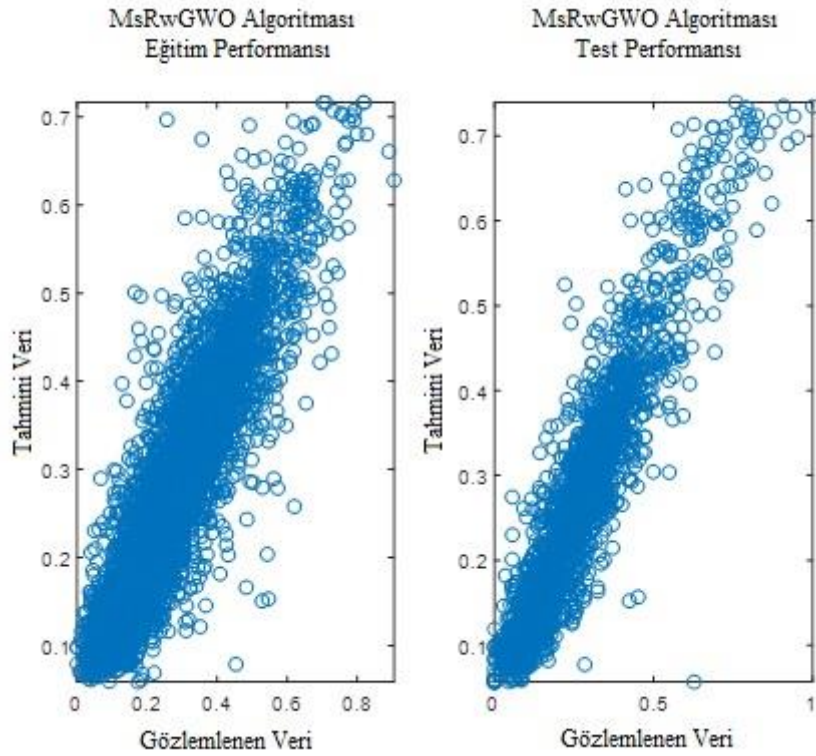 MsRwGWO Algoritması
Eğitim Performansı
0.7
0.6
0.5
0.4
0.3
0.2
0.1
Tahmini Veri
0
0.2
0.4
0.6
0.8
Gözlemlenen Veri
MsRwGWO Algoritması
Test Performansı
0.7
0.6
0.5
0.4
0.3
0.2
0.1
Tahmini Veri
0
0.5
1
Gözlemlenen Veri